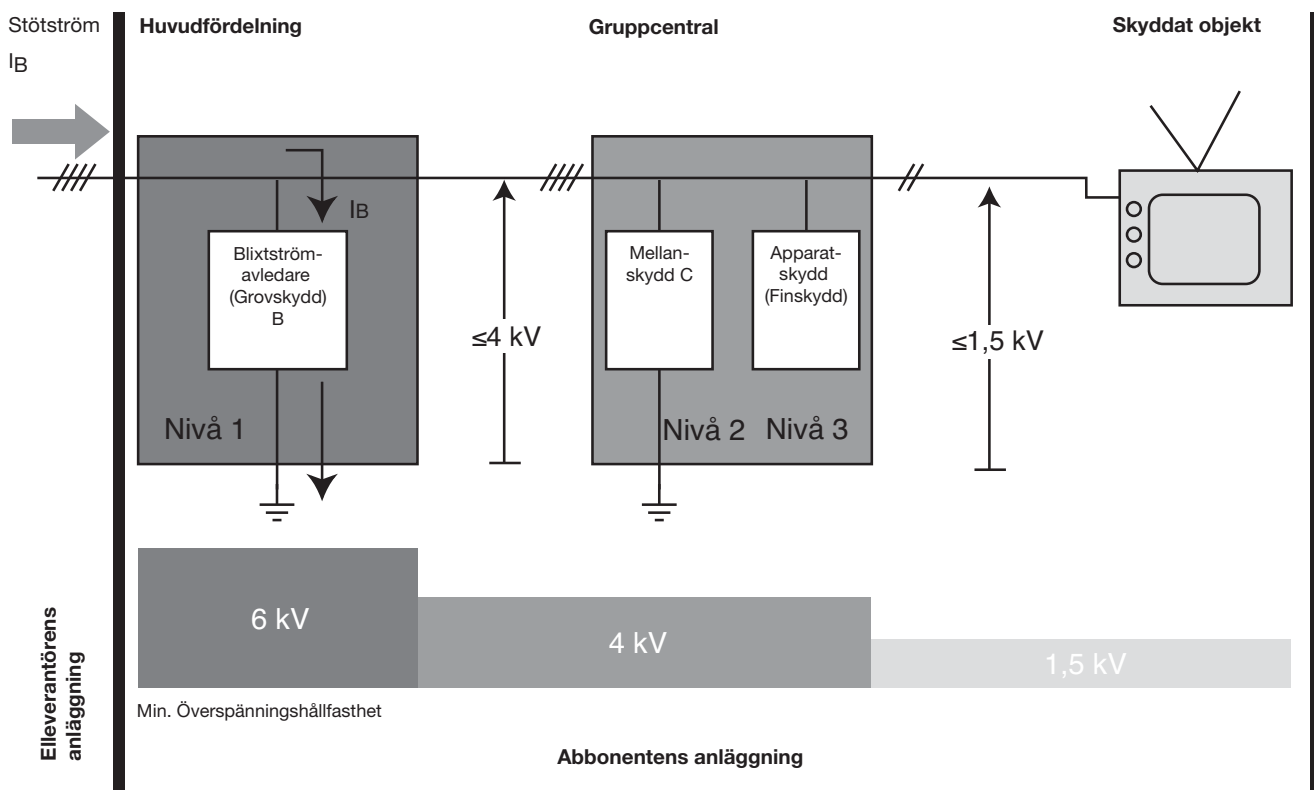 Stötström
IB
Huvudfördelning
Gruppcentral
Skyddat objekt
IB
Blixtström-
avledare
(Grovskydd)
B
Mellan-
skydd C
Apparat-
skydd
(Finskydd)
≤4 kV
≤1,5 kV
Nivå 1
Nivå 2
Nivå 3
6 kV
4 kV
1,5 kV
Min. Överspänningshållfasthet
Elleverantörens
anläggning
Abbonentens anläggning